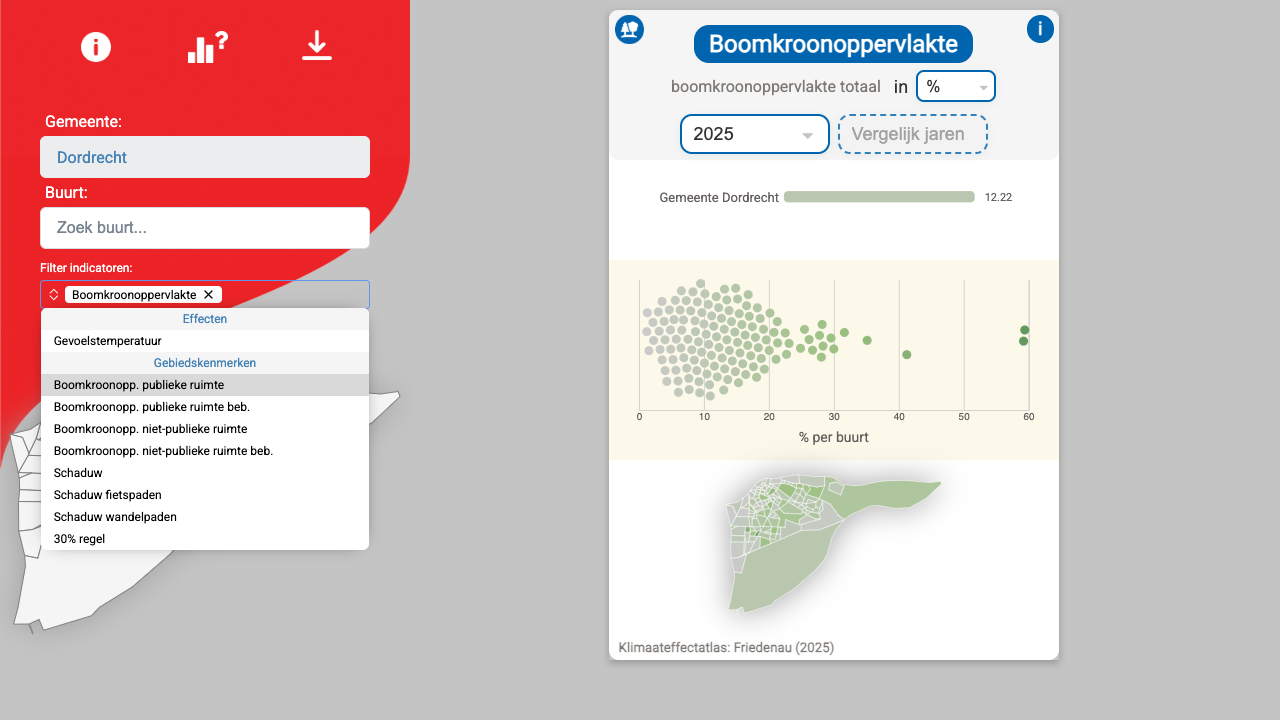 Gemeente:
Dordrecht
Buurt:
Zoek buurt...
Filter indicatoren:
Boomkroonoppervlakte
Effecten
Gevoelstemperatuur
Gebiedskenmerken
Boomkroonopp. publieke ruimte
Boomkroonopp. publieke ruimte beb.
Boomkroonopp. niet-publieke ruimte
Boomkroonopp. niet-publieke ruimte beb.
Schaduw
Schaduw fietspaden
Schaduw wandelpaden
30% regel
Boomkroonoppervlakte
boomkroonoppervlakte totaal in %
2025 Vergelijk jaren
Gemeente Dordrecht 12.22
0 10 20 30 40 50 60
% per buurt
Klimaateffectatlas: Friedenau (2025)